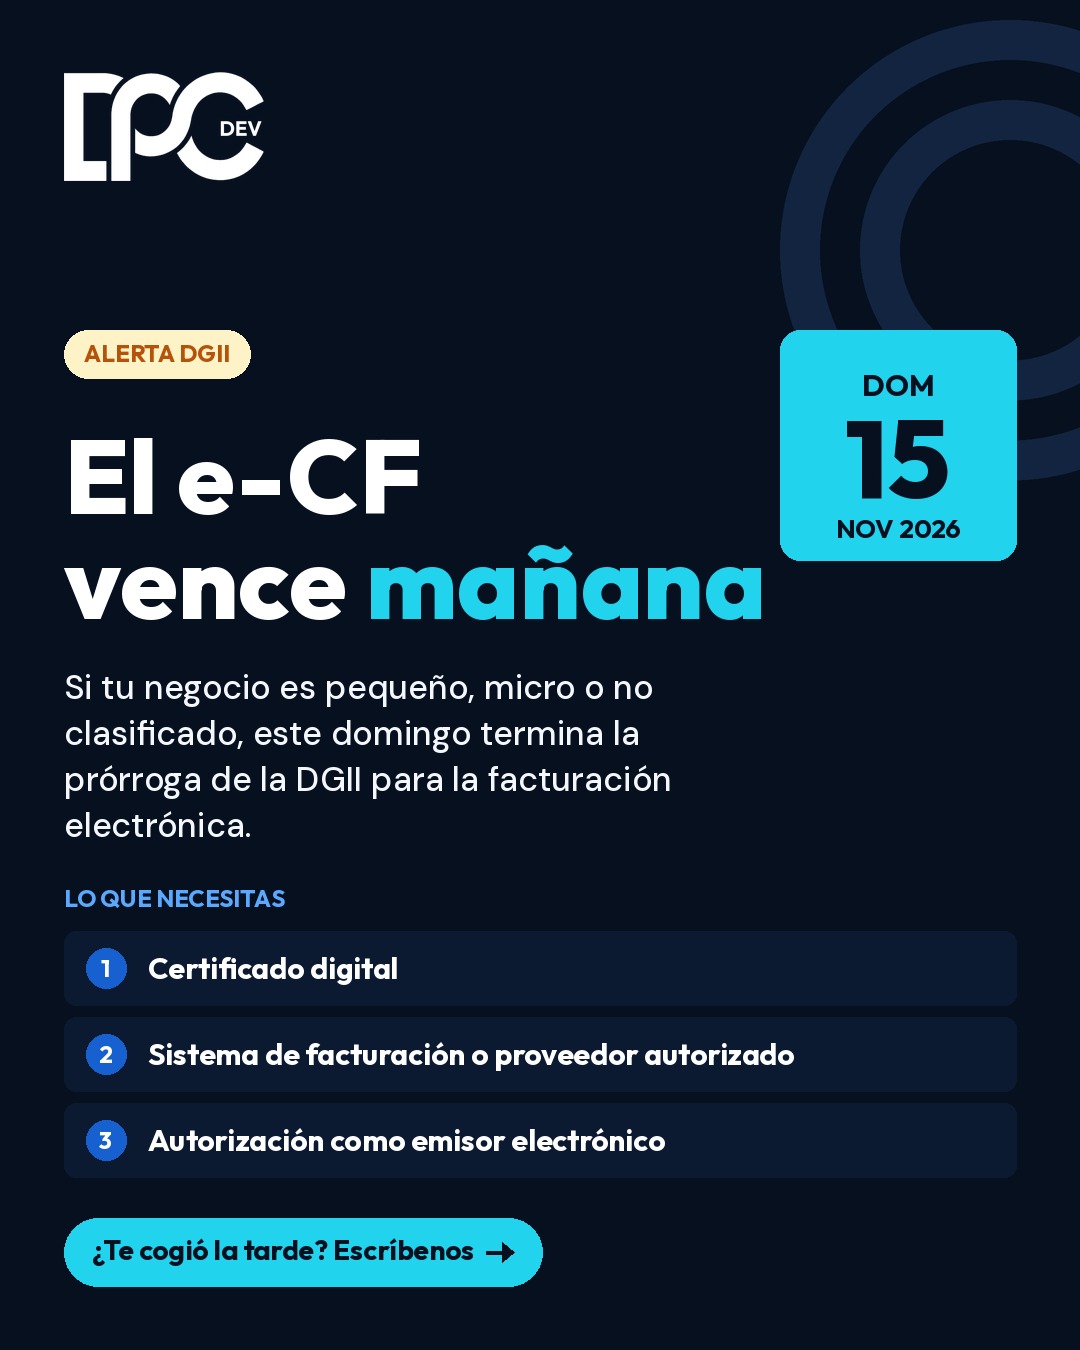 DPC DEV
ALERTA DGII
DOM
15
NOV 2026
El e-CF
vence mañana
Si tu negocio es pequeño, micro o no
clasificado, este domingo termina la
prórroga de la DGII para la facturación
electrónica.
LO QUE NECESITAS
1 Certificado digital
2 Sistema de facturación o proveedor autorizado
3 Autorización como emisor electrónico
¿Te cogió la tarde? Escríbenos →